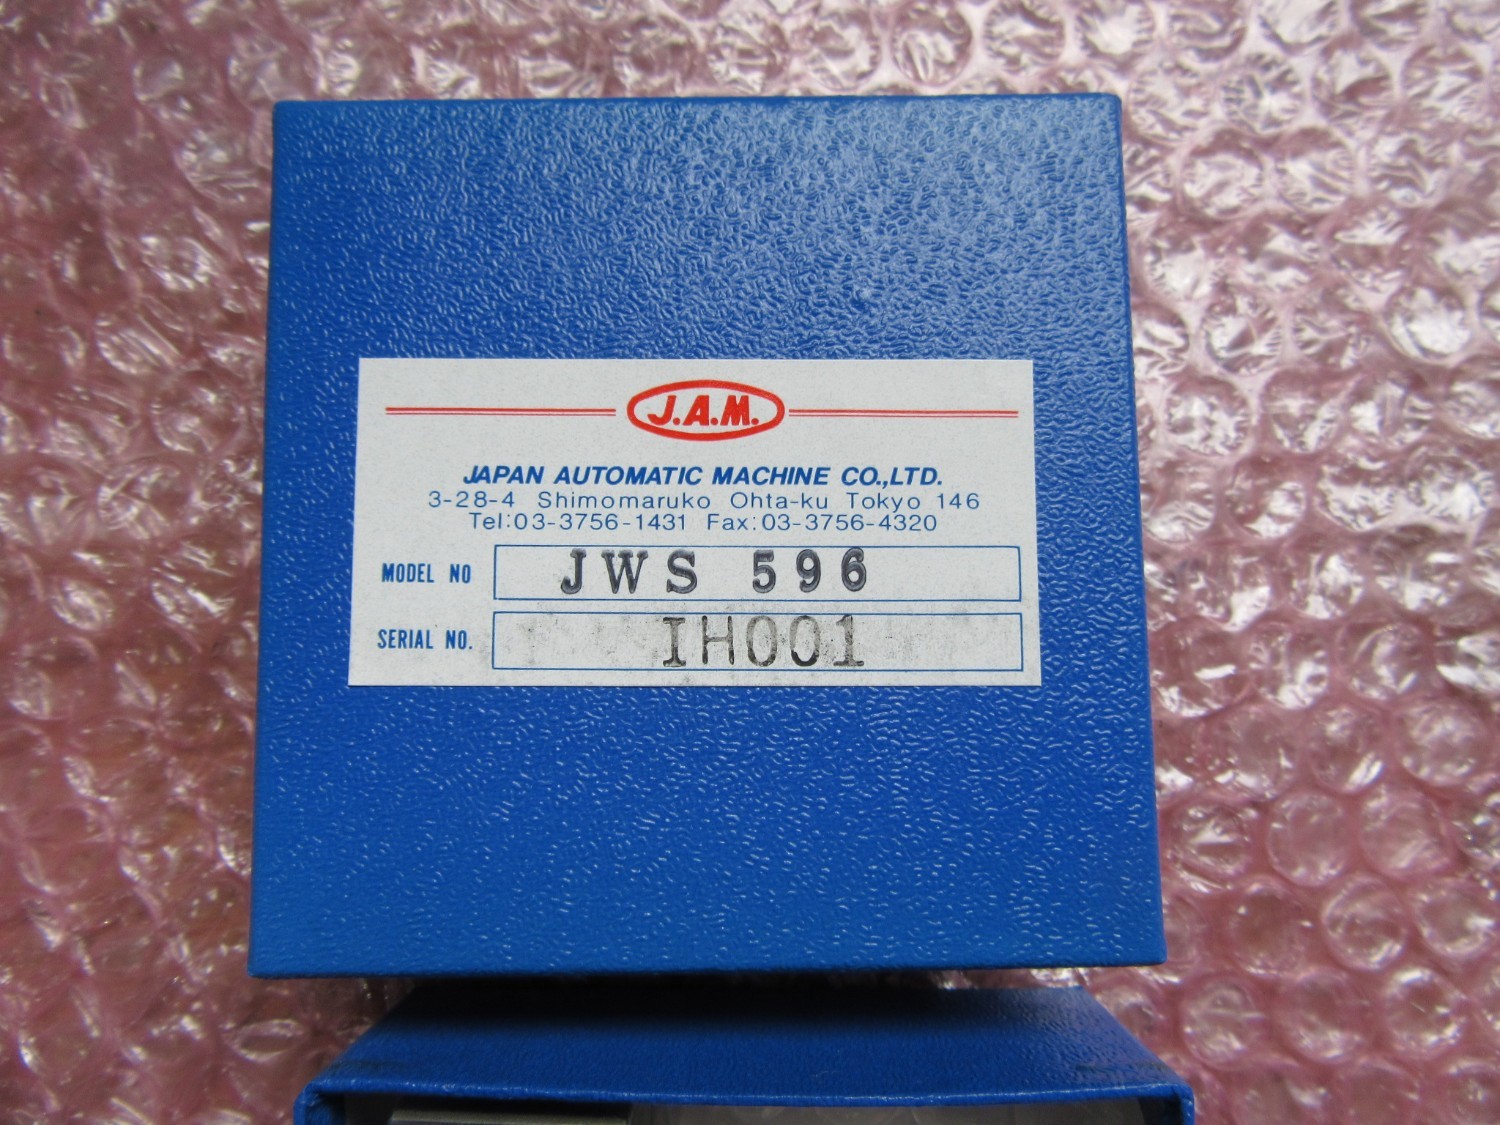 J.A.M.
JAPAN AUTOMATIC MACHINE CO.,LTD.
3-28-4 Shimomaruko Ohta-ku Tokyo 146
Tel:03-3756-1431 Fax:03-3756-4320
MODEL NO JWS 596
SERIAL NO. IH001